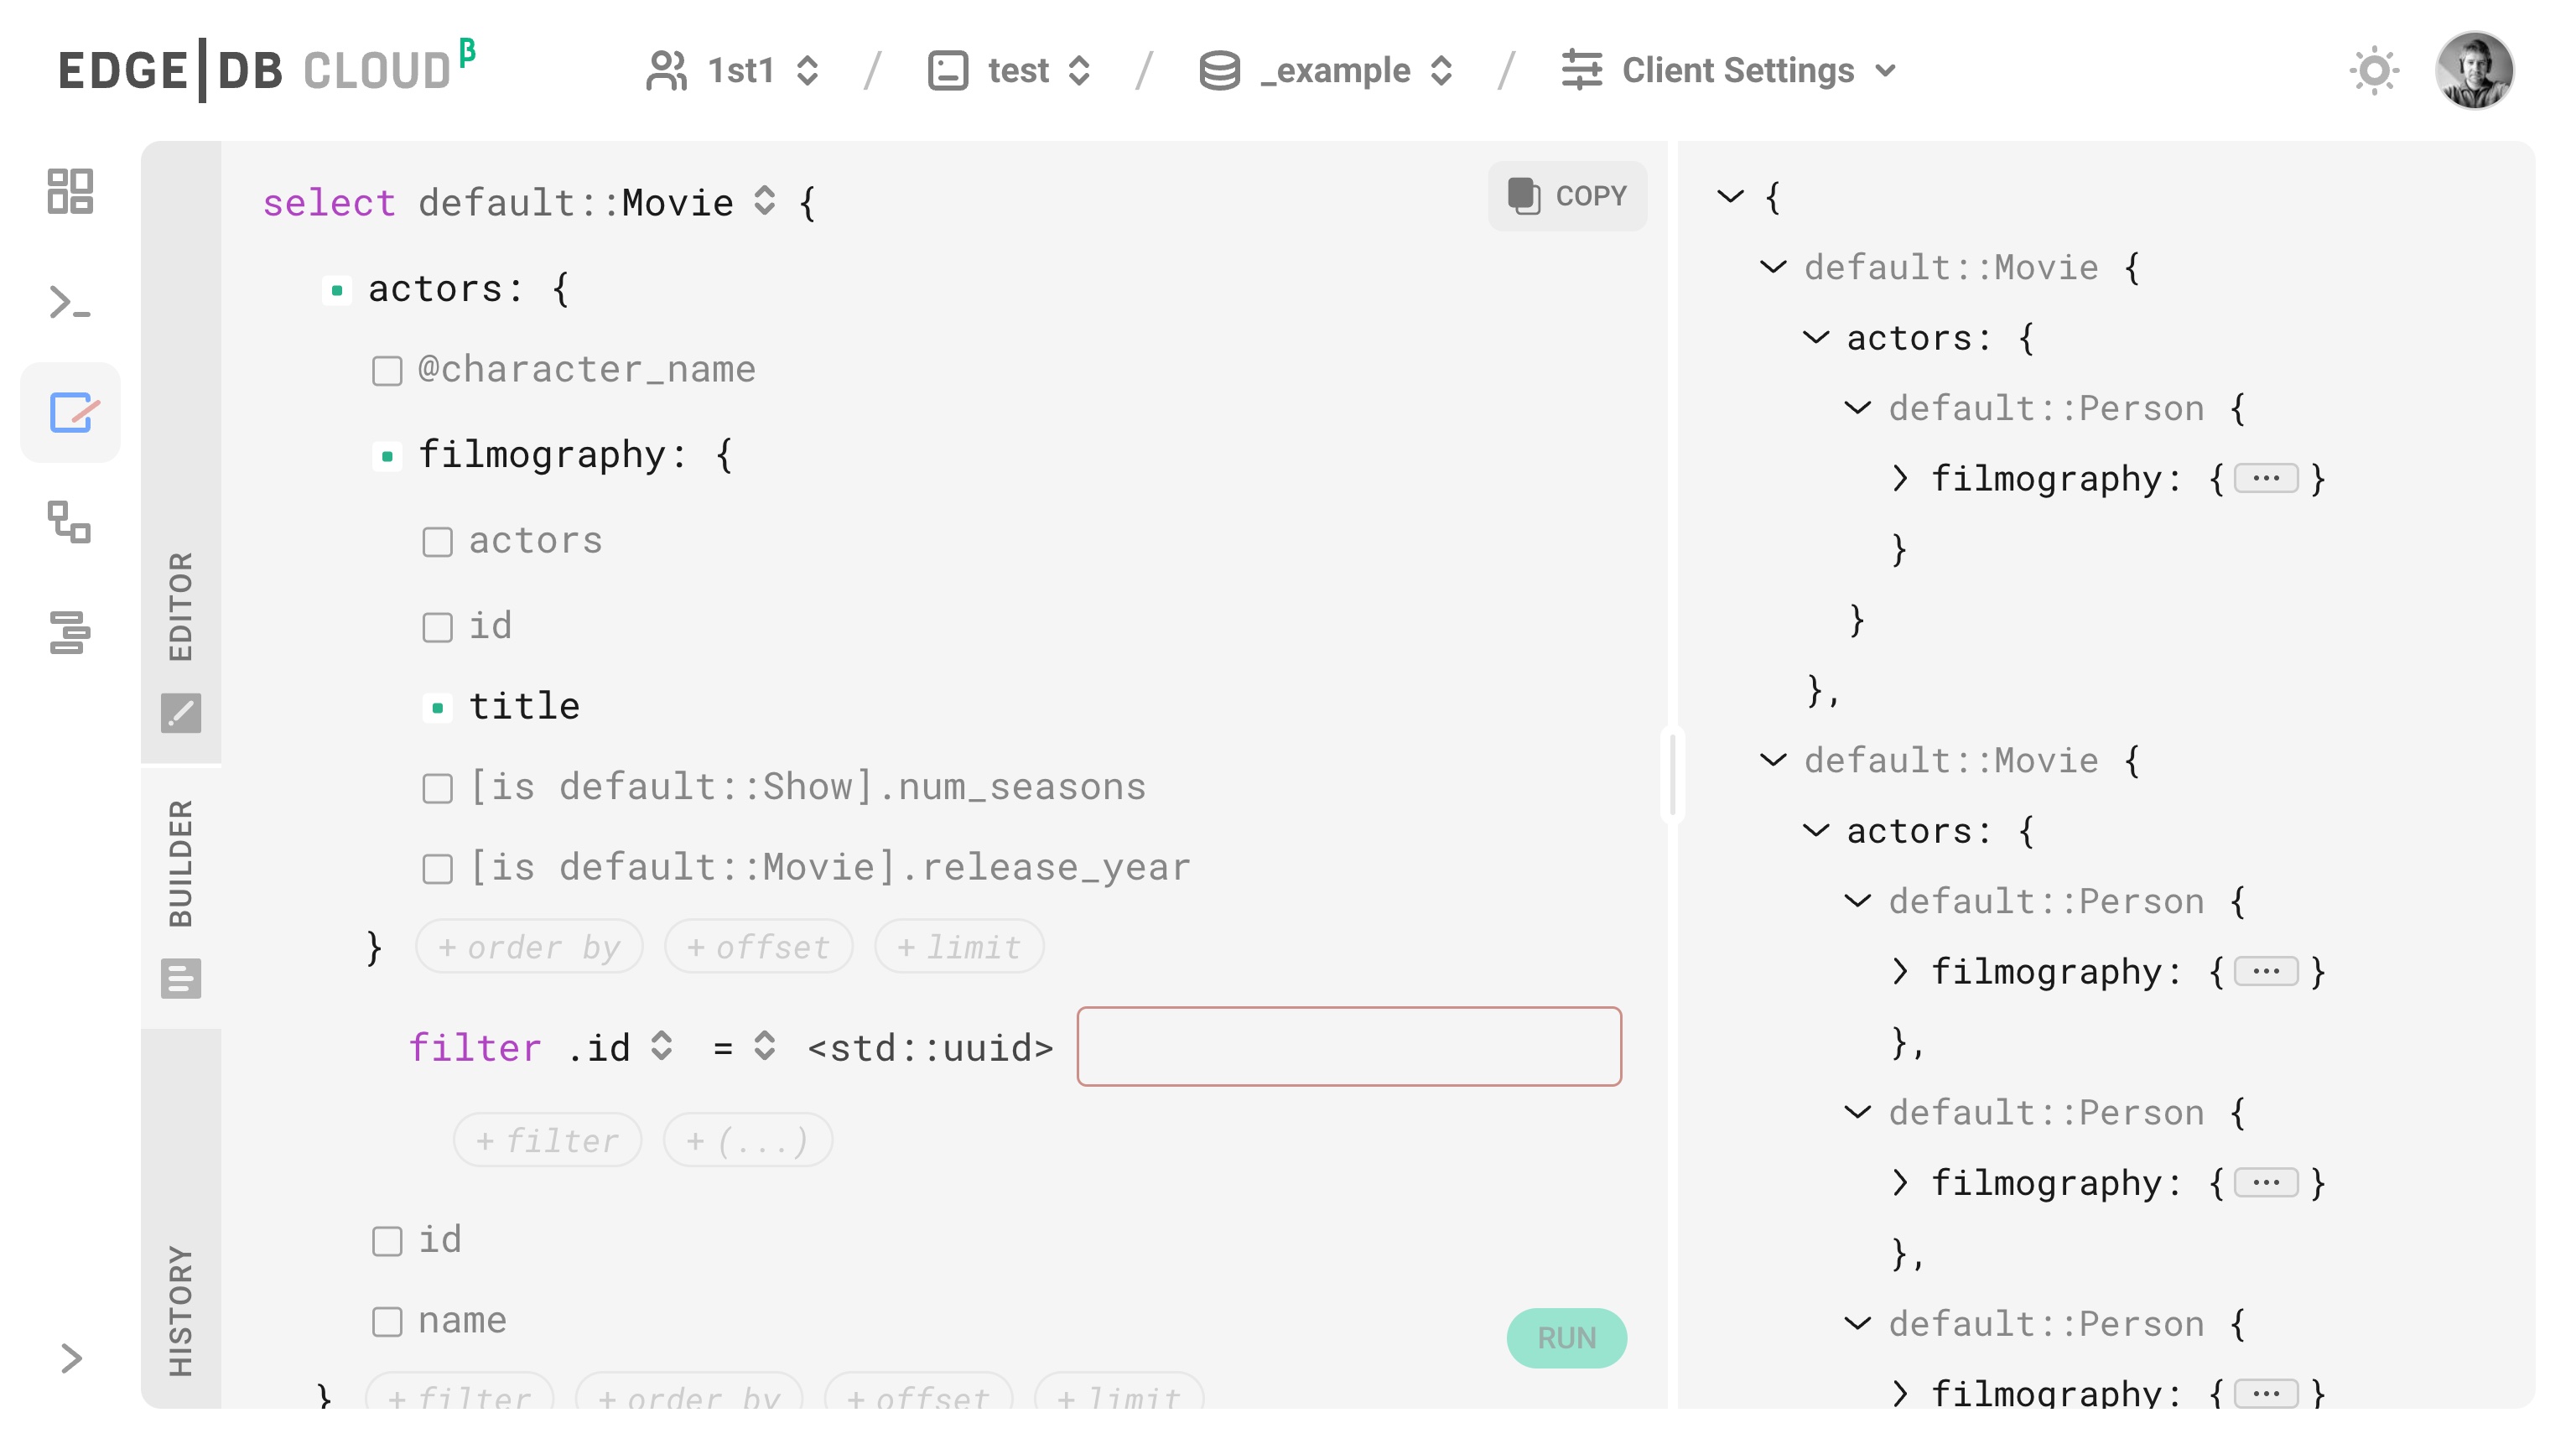 EDGE|DB CLOUD β
1st1 / test / _example / Client Settings
EDITOR
BUILDER
HISTORY
select default::Movie {
COPY
actors: {
@character_name
filmography: {
actors
id
title
[is default::Show].num_seasons
[is default::Movie].release_year
} + order by + offset + limit
filter .id = <std::uuid>
+ filter + (...)
id
name
RUN
} + filter + order by + offset + limit
{
default::Movie {
actors: {
default::Person {
filmography: { ... }
}
}
},
default::Movie {
actors: {
default::Person {
filmography: { ... }
},
default::Person {
filmography: { ... }
},
default::Person {
filmography: { ... }